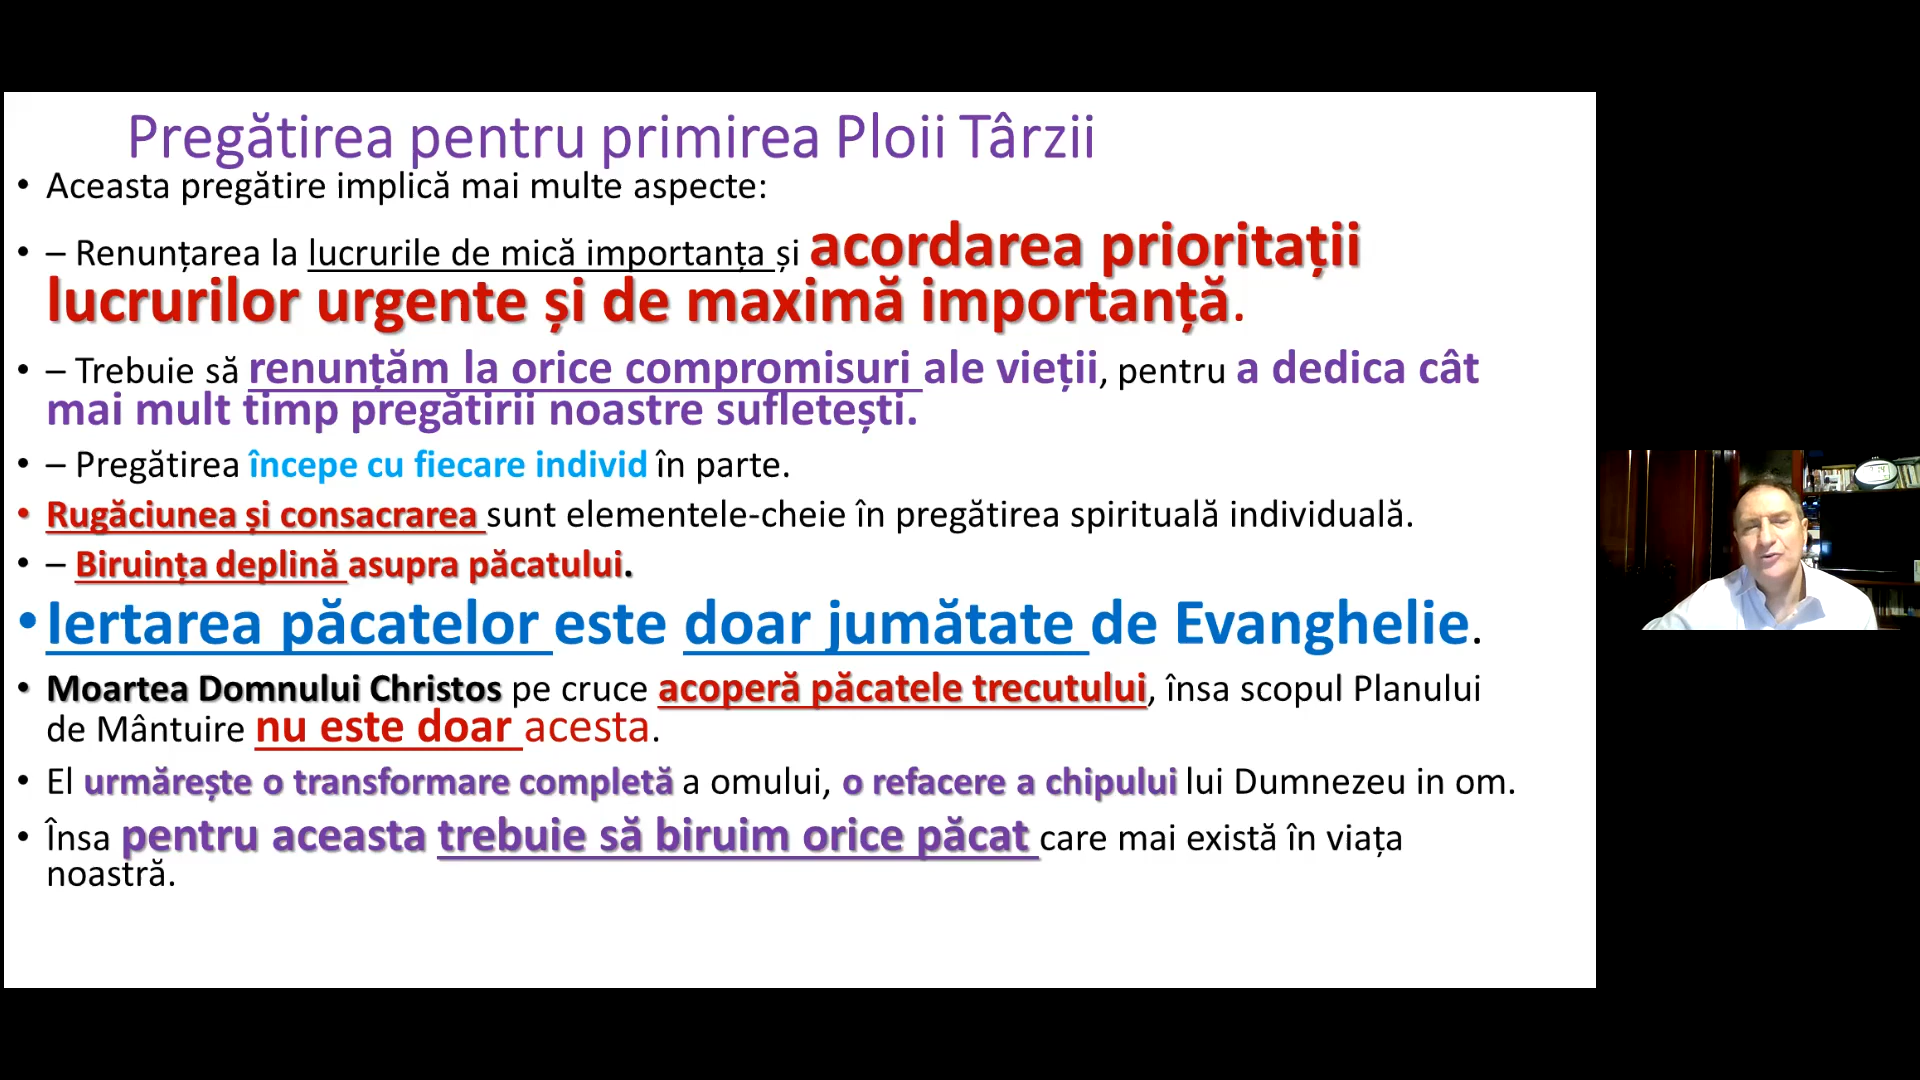 Pregătirea pentru primirea Ploii Târzii
• Aceasta pregătire implică mai multe aspecte:
• – Renunțarea la lucrurile de mică importanța și acordarea prioritații
lucrurilor urgente și de maximă importanță.
• – Trebuie să renunțăm la orice compromisuri ale vieții, pentru a dedica cât
mai mult timp pregătirii noastre sufletești.
• – Pregătirea începe cu fiecare individ în parte.
• Rugăciunea și consacrarea sunt elementele-cheie în pregătirea spirituală individuală.
• – Biruința deplină asupra păcatului.
• Iertarea păcatelor este doar jumătate de Evanghelie.
• Moartea Domnului Christos pe cruce acoperă păcatele trecutului, însa scopul Planului
de Mântuire nu este doar acesta.
• El urmărește o transformare completă a omului, o refacere a chipului lui Dumnezeu in om.
• Însa pentru aceasta trebuie să biruim orice păcat care mai există în viața
noastră.